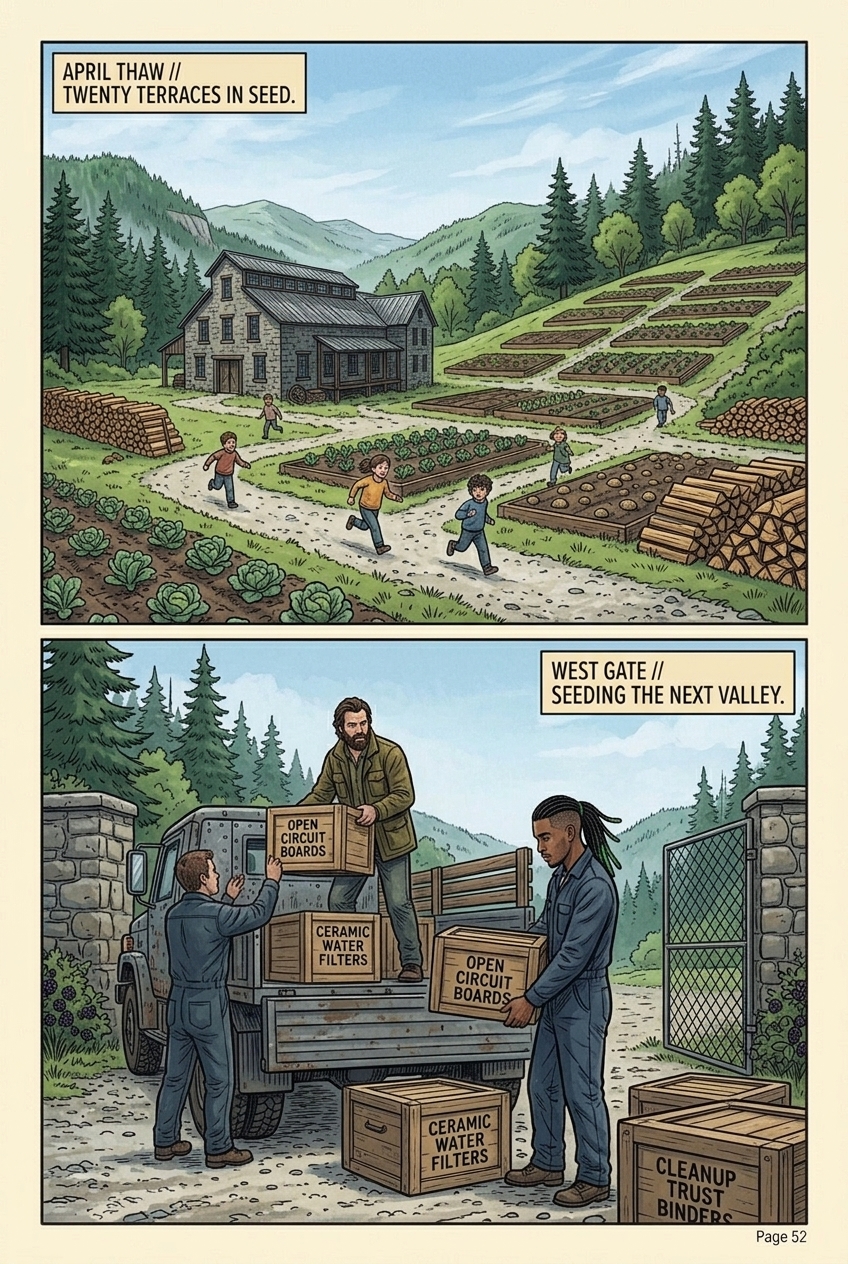 APRIL THAW //
TWENTY TERRACES IN SEED.
WEST GATE //
SEEDING THE NEXT VALLEY.
OPEN
CIRCUIT
BOARDS
CERAMIC
WATER
FILTERS
OPEN
CIRCUIT
BOARDS
CERAMIC
WATER
FILTERS
CLEANUP
TRUST
BINDERS
Page 52